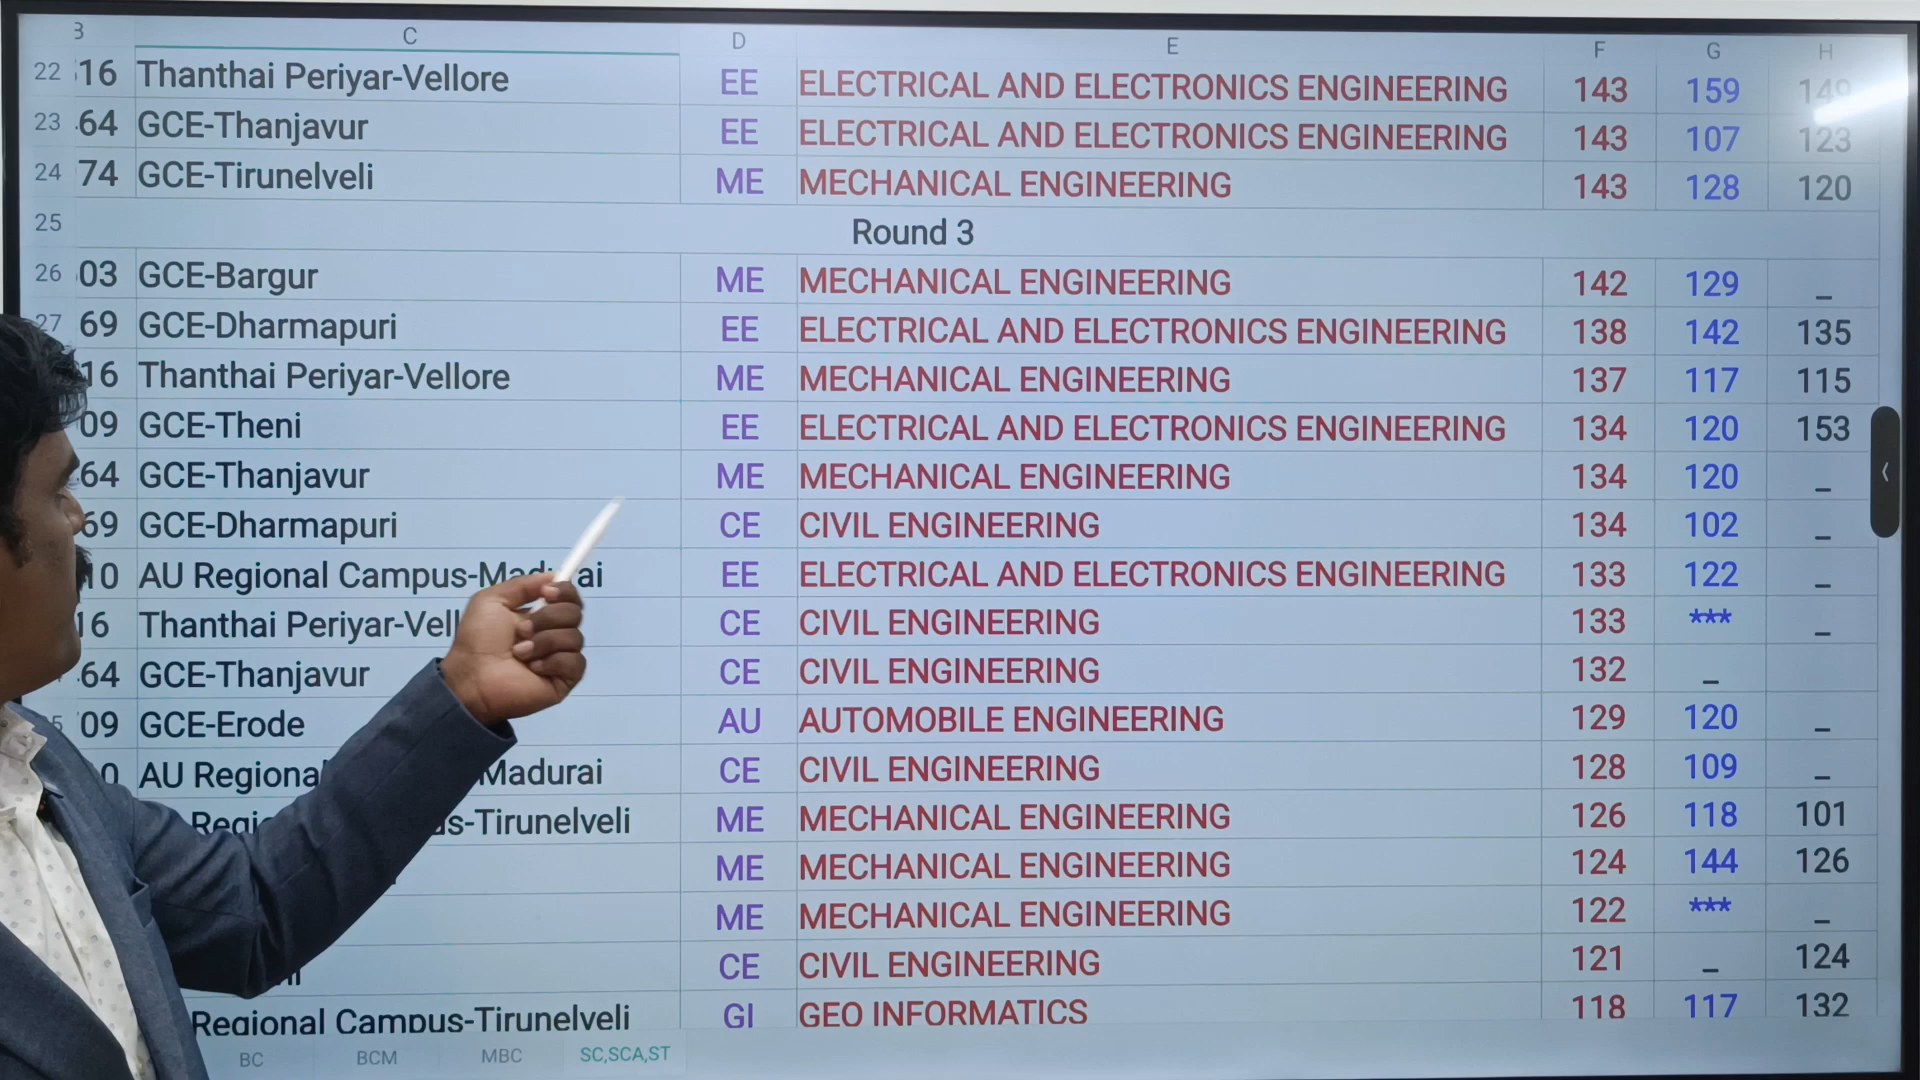 B C D E F G H
22 16 Thanthai Periyar-Vellore EE ELECTRICAL AND ELECTRONICS ENGINEERING 143 159 149
23 64 GCE-Thanjavur EE ELECTRICAL AND ELECTRONICS ENGINEERING 143 107 123
24 74 GCE-Tirunelveli ME MECHANICAL ENGINEERING 143 128 120
25 Round 3
26 03 GCE-Bargur ME MECHANICAL ENGINEERING 142 129 _
27 69 GCE-Dharmapuri EE ELECTRICAL AND ELECTRONICS ENGINEERING 138 142 135
16 Thanthai Periyar-Vellore ME MECHANICAL ENGINEERING 137 117 115
09 GCE-Theni EE ELECTRICAL AND ELECTRONICS ENGINEERING 134 120 153
64 GCE-Thanjavur ME MECHANICAL ENGINEERING 134 120 _
69 GCE-Dharmapuri CE CIVIL ENGINEERING 134 102 _
10 AU Regional Campus-Madurai EE ELECTRICAL AND ELECTRONICS ENGINEERING 133 122 _
16 Thanthai Periyar-Vell CE CIVIL ENGINEERING 133 *** _
64 GCE-Thanjavur CE CIVIL ENGINEERING 132 _
09 GCE-Erode AU AUTOMOBILE ENGINEERING 129 120 _
0 AU Regional Madurai CE CIVIL ENGINEERING 128 109 _
s-Tirunelveli ME MECHANICAL ENGINEERING 126 118 101
ME MECHANICAL ENGINEERING 124 144 126
ME MECHANICAL ENGINEERING 122 *** _
CE CIVIL ENGINEERING 121 _ 124
Regional Campus-Tirunelveli GI GEO INFORMATICS 118 117 132
BC BCM MBC SC,SCA,ST